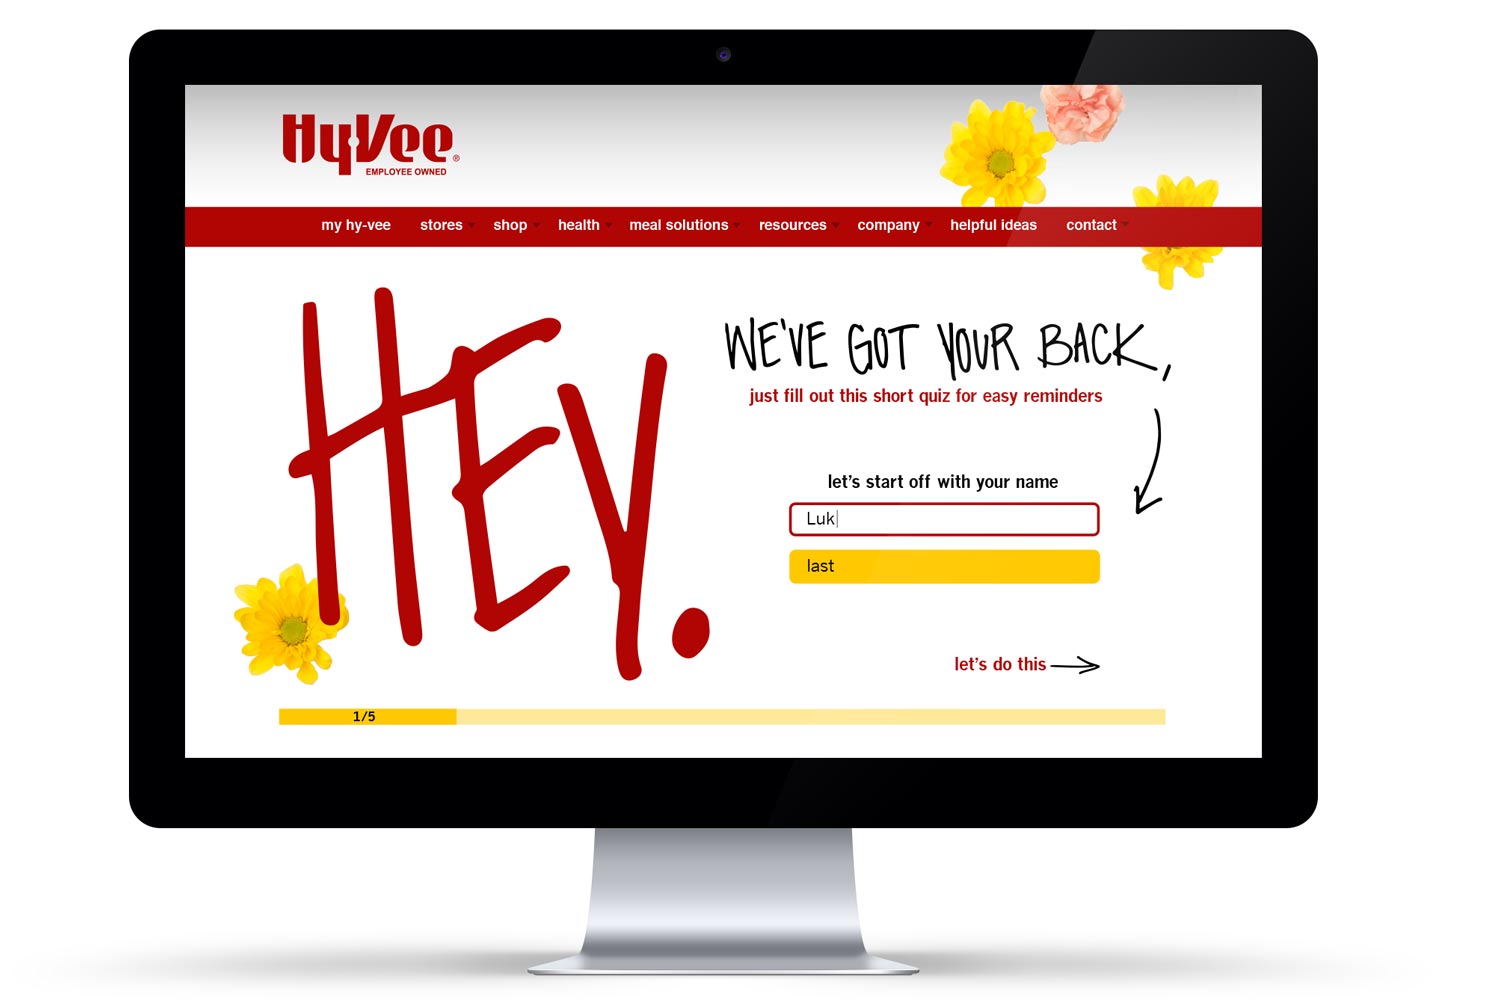 HyVee®
EMPLOYEE OWNED
my hy-vee stores shop health meal solutions resources company helpful ideas contact
HEY.
WE'VE GOT YOUR BACK,
just fill out this short quiz for easy reminders
let's start off with your name
Luk
last
let's do this
1/5